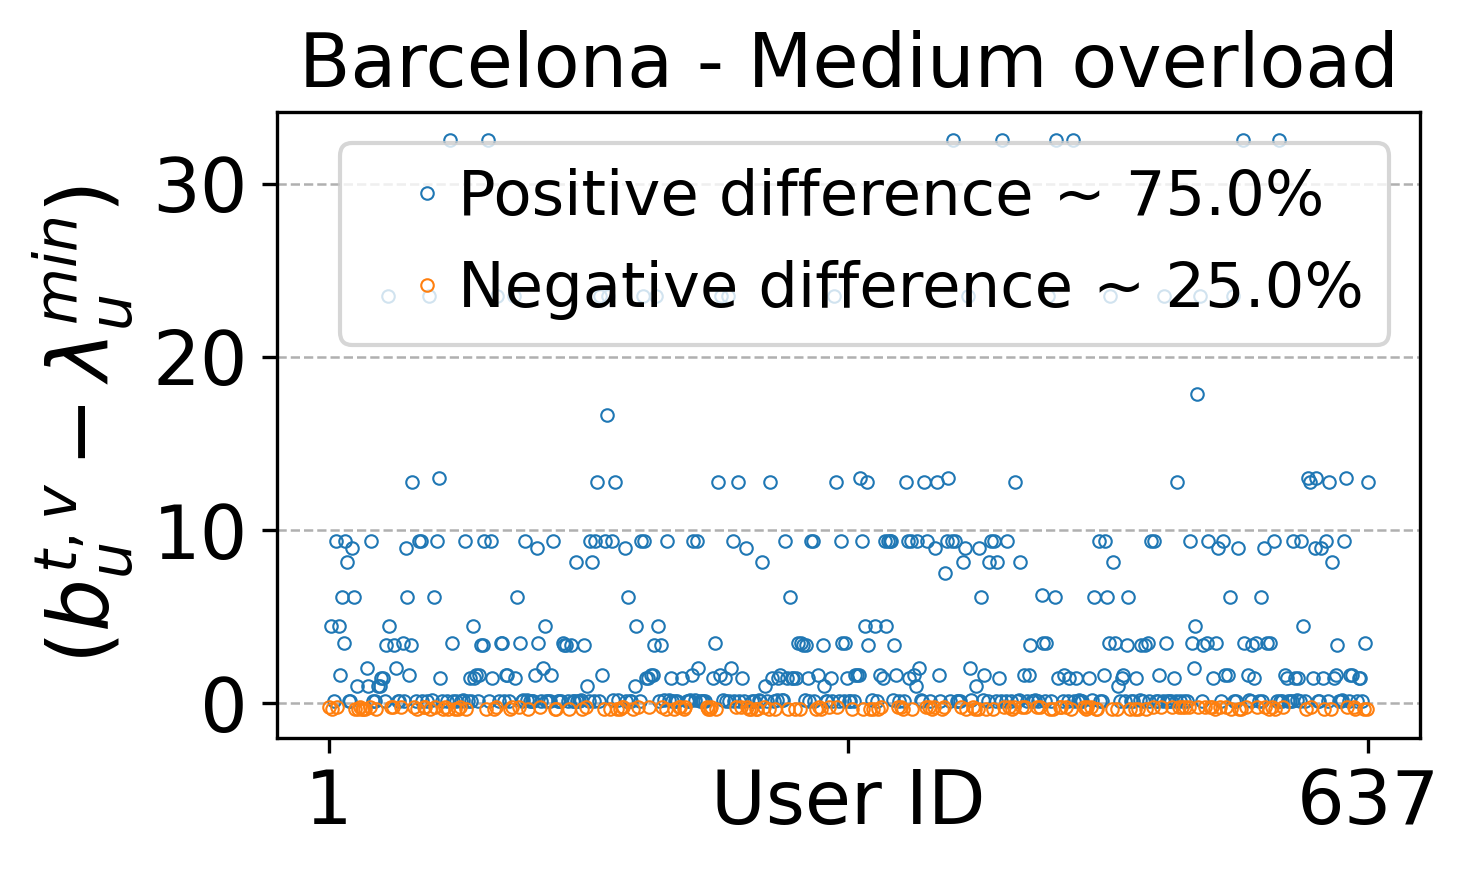 Barcelona - Medium overload
(b_u^{t, v} − λ_u^{min})
30
20
10
0
Positive difference ~ 75.0%
Negative difference ~ 25.0%
1
User ID
637